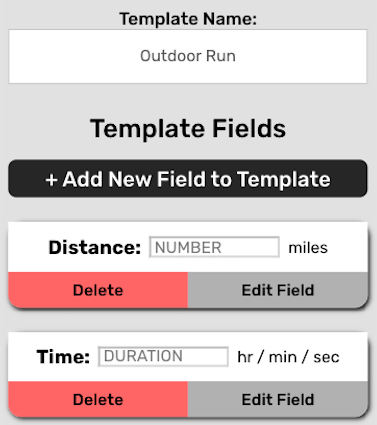 Template Name:
Outdoor Run
Template Fields
+ Add New Field to Template
Distance: NUMBER miles
Delete Edit Field
Time: DURATION hr / min / sec
Delete Edit Field